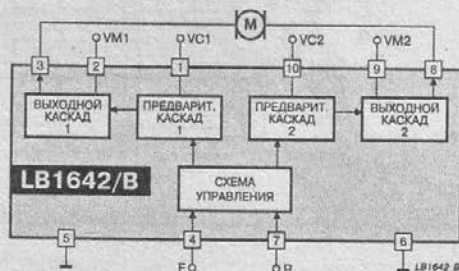 M
VM1 VC1 VC2 VM2
3 2 1 10 9 8
ВЫХОДНОЙ КАСКАД 1
ПРЕДВАРИТ. КАСКАД 1
ПРЕДВАРИТ. КАСКАД 2
ВЫХОДНОЙ КАСКАД 2
LB1642/B
СХЕМА УПРАВЛЕНИЯ
5 4 7 6
F R
LB1642_B